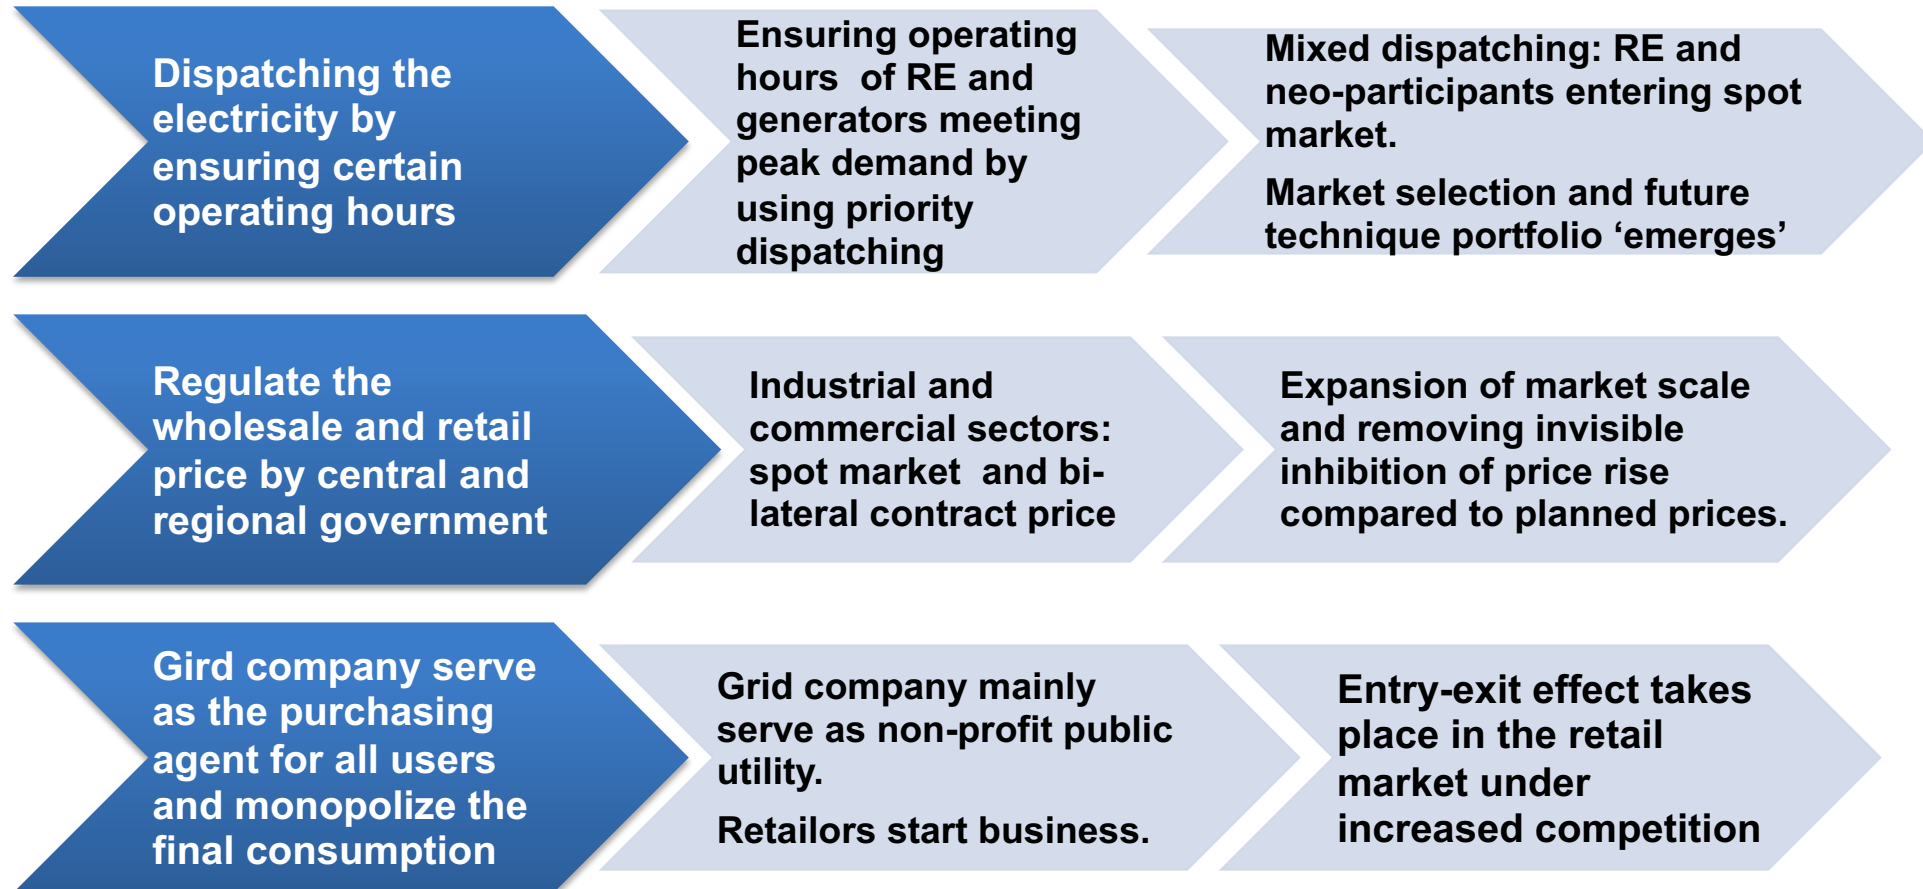 Dispatching the
electricity by
ensuring certain
operating hours
Ensuring operating
hours of RE and
generators meeting
peak demand by
using priority
dispatching
Mixed dispatching: RE and
neo-participants entering spot
market.
Market selection and future
technique portfolio ‘emerges’
Regulate the
wholesale and retail
price by central and
regional government
Industrial and
commercial sectors:
spot market and bi-
lateral contract price
Expansion of market scale
and removing invisible
inhibition of price rise
compared to planned prices.
Gird company serve
as the purchasing
agent for all users
and monopolize the
final consumption
Grid company mainly
serve as non-profit public
utility.
Retailors start business.
Entry-exit effect takes
place in the retail
market under
increased competition